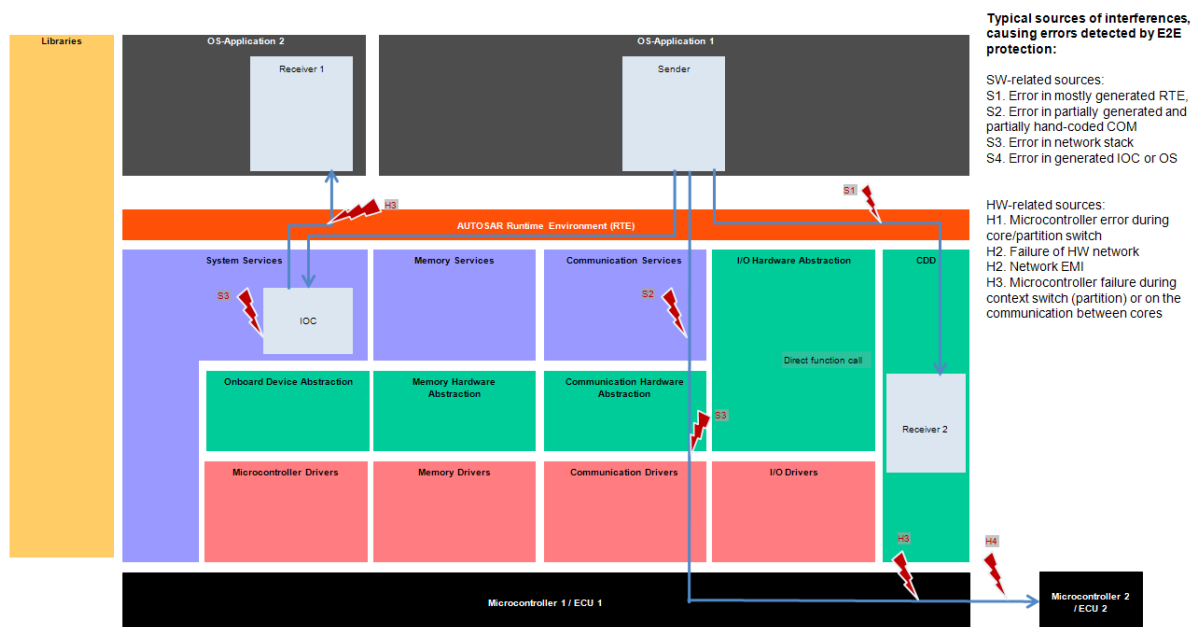 Typical sources of interferences,
causing errors detected by E2E
protection:
SW-related sources:
S1. Error in mostly generated RTE,
S2. Error in partially generated and
partially hand-coded COM
S3. Error in network stack
S4. Error in generated IOC or OS
HW-related sources:
H1. Microcontroller error during
core/partition switch
H2. Failure of HW network
H2. Network EMI
H3. Microcontroller failure during
context switch (partition) or on the
communication between cores
Libraries
OS-Application 2
OS-Application 1
Receiver 1
Sender
S1
H3
AUTOSAR Runtime Environment (RTE)
System Services
Memory Services
Communication Services
I/O Hardware Abstraction
CDD
S3
S2
IOC
Direct function call
Onboard Device Abstraction
Memory Hardware
Abstraction
Communication Hardware
Abstraction
S3
Receiver 2
Microcontroller Drivers
Memory Drivers
Communication Drivers
I/O Drivers
H3
H4
Microcontroller 1 / ECU 1
Microcontroller 2
/ ECU 2